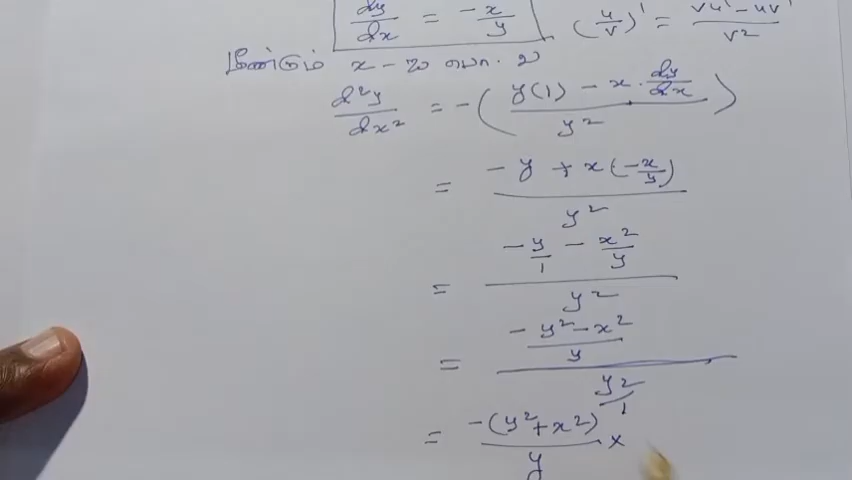 dy/dx = -x/y (u/v)' = vu' - uv' / v²
மீண்டும் x-ஐ பொ.
d²y/dx² = -( y(1) - x · dy/dx / y² )
= -y + x(-x/y) / y²
= -y/1 - x²/y / y²
= -y² - x² / y / y²/1
= -(y² + x²) / y ×